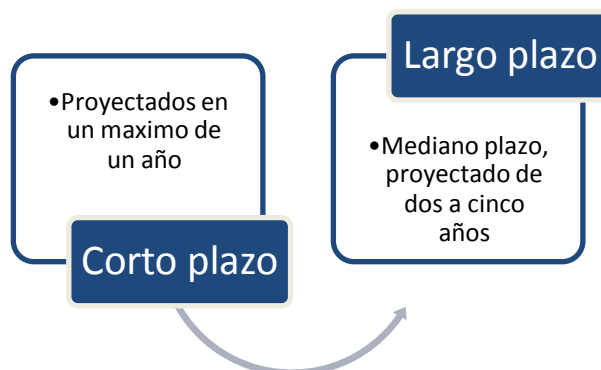 •Proyectados en
un maximo de
un año
Corto plazo
Largo plazo
•Mediano plazo,
proyectado de
dos a cinco
años